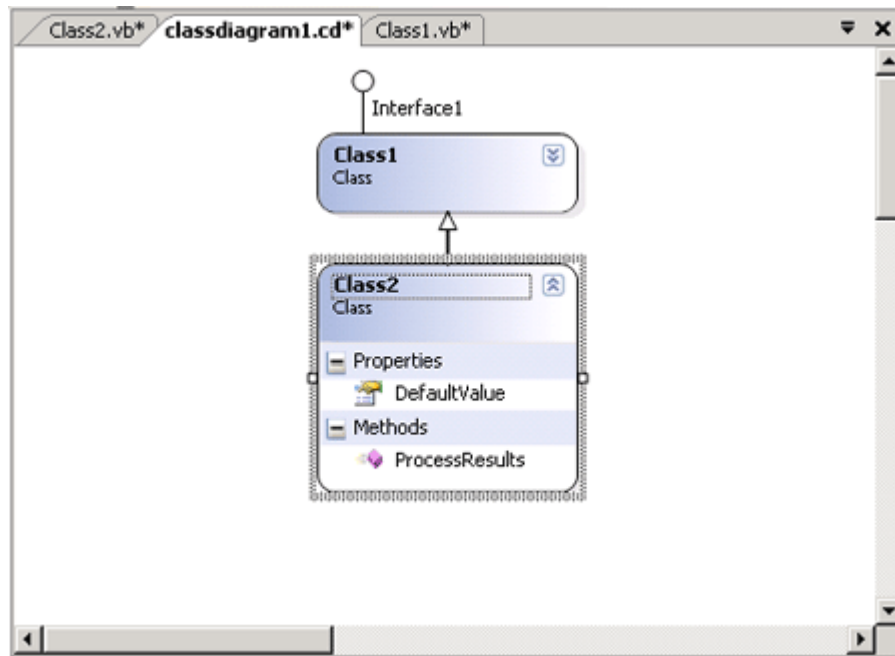 Class2.vb* classdiagram1.cd* Class1.vb*
Interface1
Class1
Class
Class2
Class
Properties
DefaultValue
Methods
ProcessResults